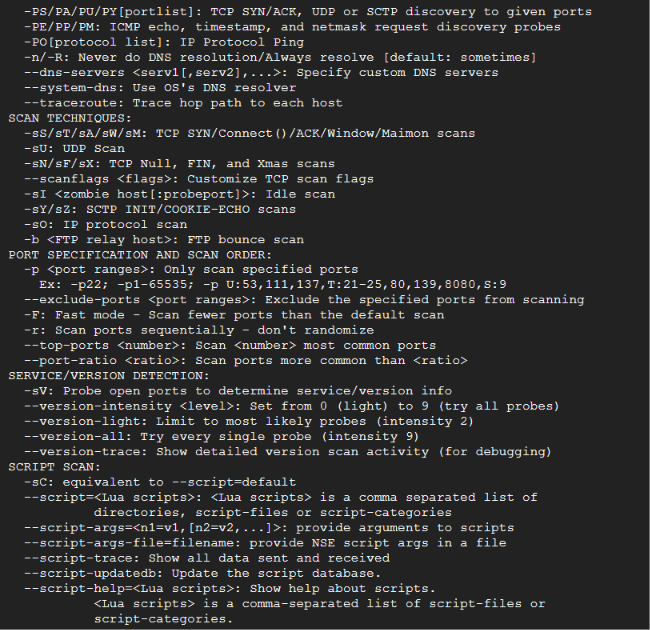 -PS/PA/PU/PY[portlist]: TCP SYN/ACK, UDP or SCTP discovery to given ports
-PE/PP/PM: ICMP echo, timestamp, and netmask request discovery probes
-PO[protocol list]: IP Protocol Ping
-n/-R: Never do DNS resolution/Always resolve [default: sometimes]
--dns-servers <serv1[,serv2],...>: Specify custom DNS servers
--system-dns: Use OS's DNS resolver
--traceroute: Trace hop path to each host
SCAN TECHNIQUES:
-sS/sT/sA/sW/sM: TCP SYN/Connect()/ACK/Window/Maimon scans
-sU: UDP Scan
-sN/sF/sX: TCP Null, FIN, and Xmas scans
--scanflags <flags>: Customize TCP scan flags
-sI <zombie host[:probeport]>: Idle scan
-sY/sZ: SCTP INIT/COOKIE-ECHO scans
-sO: IP protocol scan
-b <FTP relay host>: FTP bounce scan
PORT SPECIFICATION AND SCAN ORDER:
-p <port ranges>: Only scan specified ports
Ex: -p22; -p1-65535; -p U:53,111,137,T:21-25,80,139,8080,S:9
--exclude-ports <port ranges>: Exclude the specified ports from scanning
-F: Fast mode - Scan fewer ports than the default scan
-r: Scan ports sequentially - don't randomize
--top-ports <number>: Scan <number> most common ports
--port-ratio <ratio>: Scan ports more common than <ratio>
SERVICE/VERSION DETECTION:
-sV: Probe open ports to determine service/version info
--version-intensity <level>: Set from 0 (light) to 9 (try all probes)
--version-light: Limit to most likely probes (intensity 2)
--version-all: Try every single probe (intensity 9)
--version-trace: Show detailed version scan activity (for debugging)
SCRIPT SCAN:
-sC: equivalent to --script=default
--script=<Lua scripts>: <Lua scripts> is a comma separated list of
directories, script-files or script-categories
--script-args=<n1=v1,[n2=v2,...]>: provide arguments to scripts
--script-args-file=filename: provide NSE script args in a file
--script-trace: Show all data sent and received
--script-updatedb: Update the script database.
--script-help=<Lua scripts>: Show help about scripts.
<Lua scripts> is a comma-separated list of script-files or
script-categories.